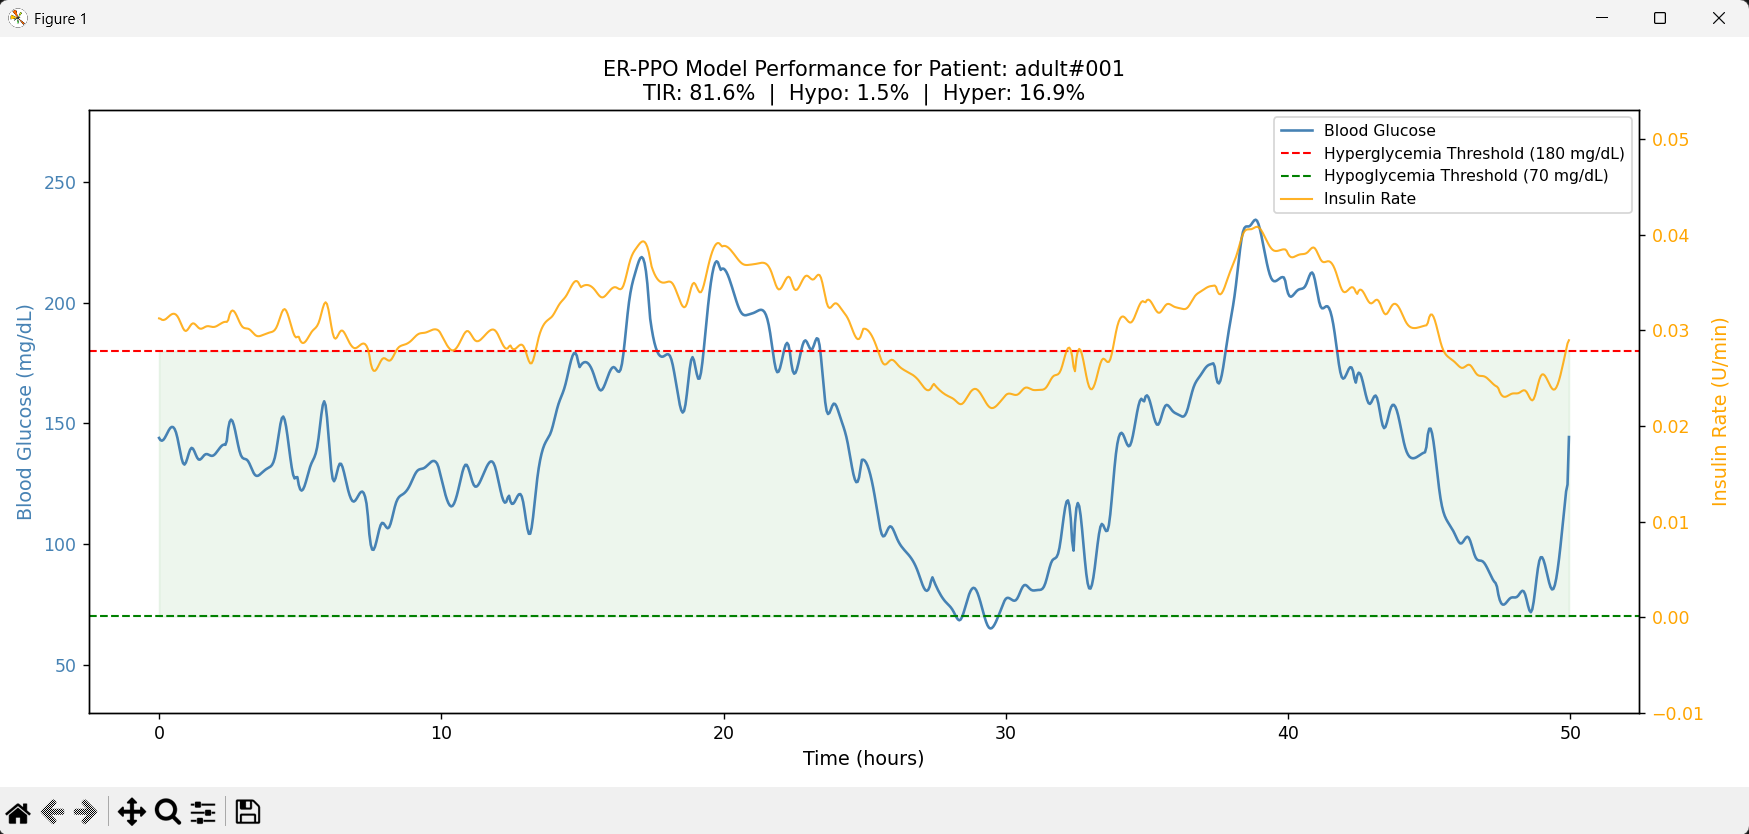 Figure 1
ER-PPO Model Performance for Patient: adult#001
TIR: 81.6%  |  Hypo: 1.5%  |  Hyper: 16.9%
Blood Glucose
Hyperglycemia Threshold (180 mg/dL)
Hypoglycemia Threshold (70 mg/dL)
Insulin Rate
Blood Glucose (mg/dL)
250
200
150
100
50
0.05
0.04
0.03
0.02
0.01
0.00
−0.01
Insulin Rate (U/min)
0 10 20 30 40 50
Time (hours)